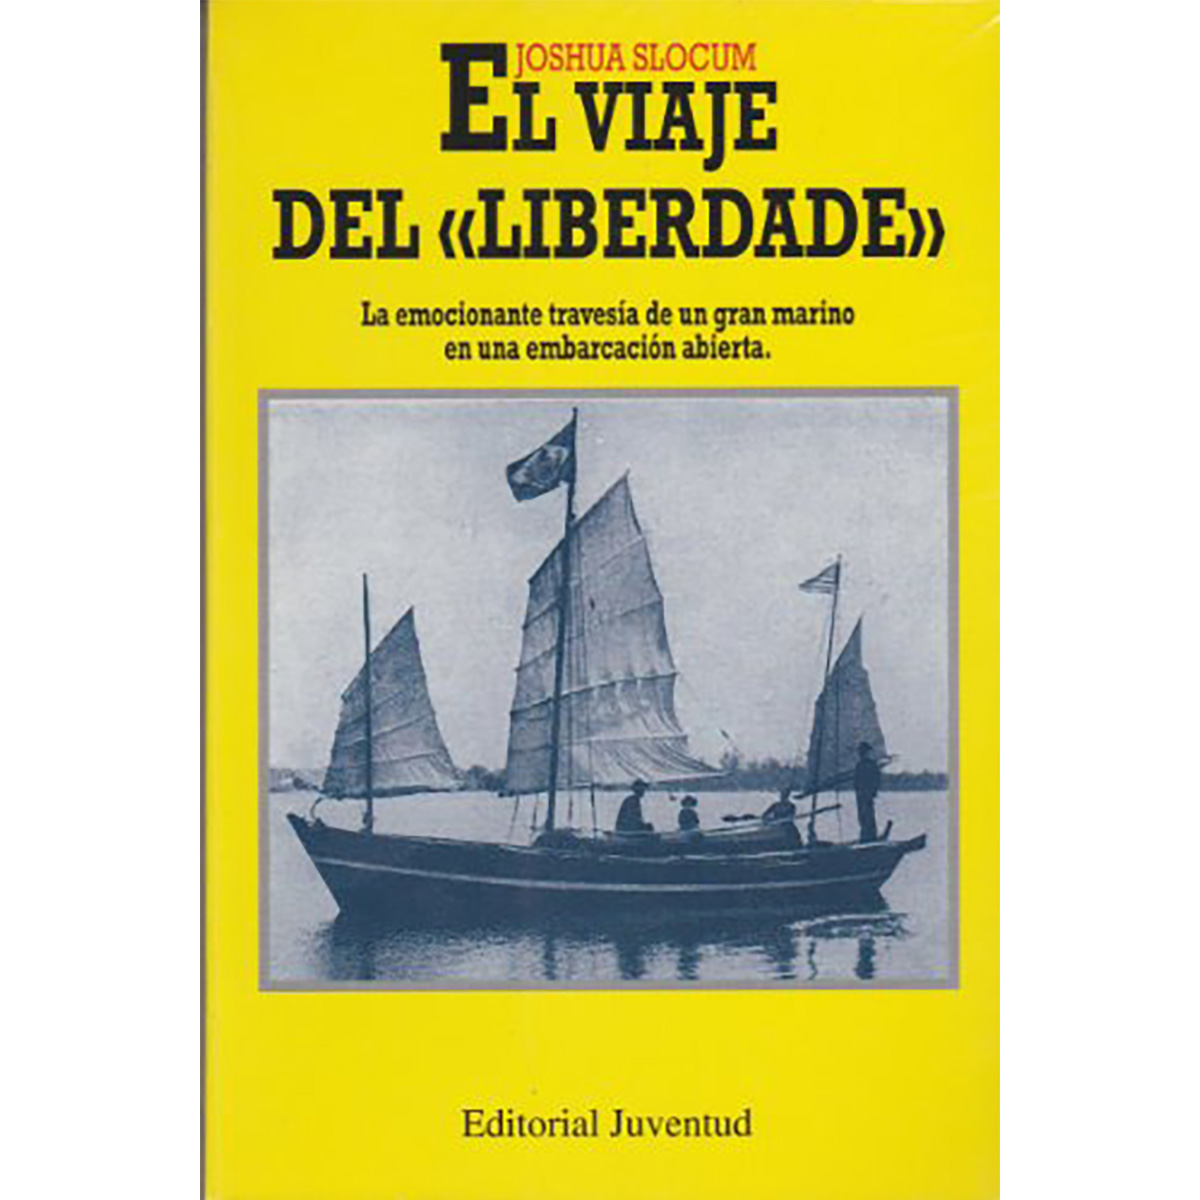 JOSHUA SLOCUM
EL VIAJE
DEL «LIBERDADE»
La emocionante travesía de un gran marino
en una embarcación abierta.
Editorial Juventud